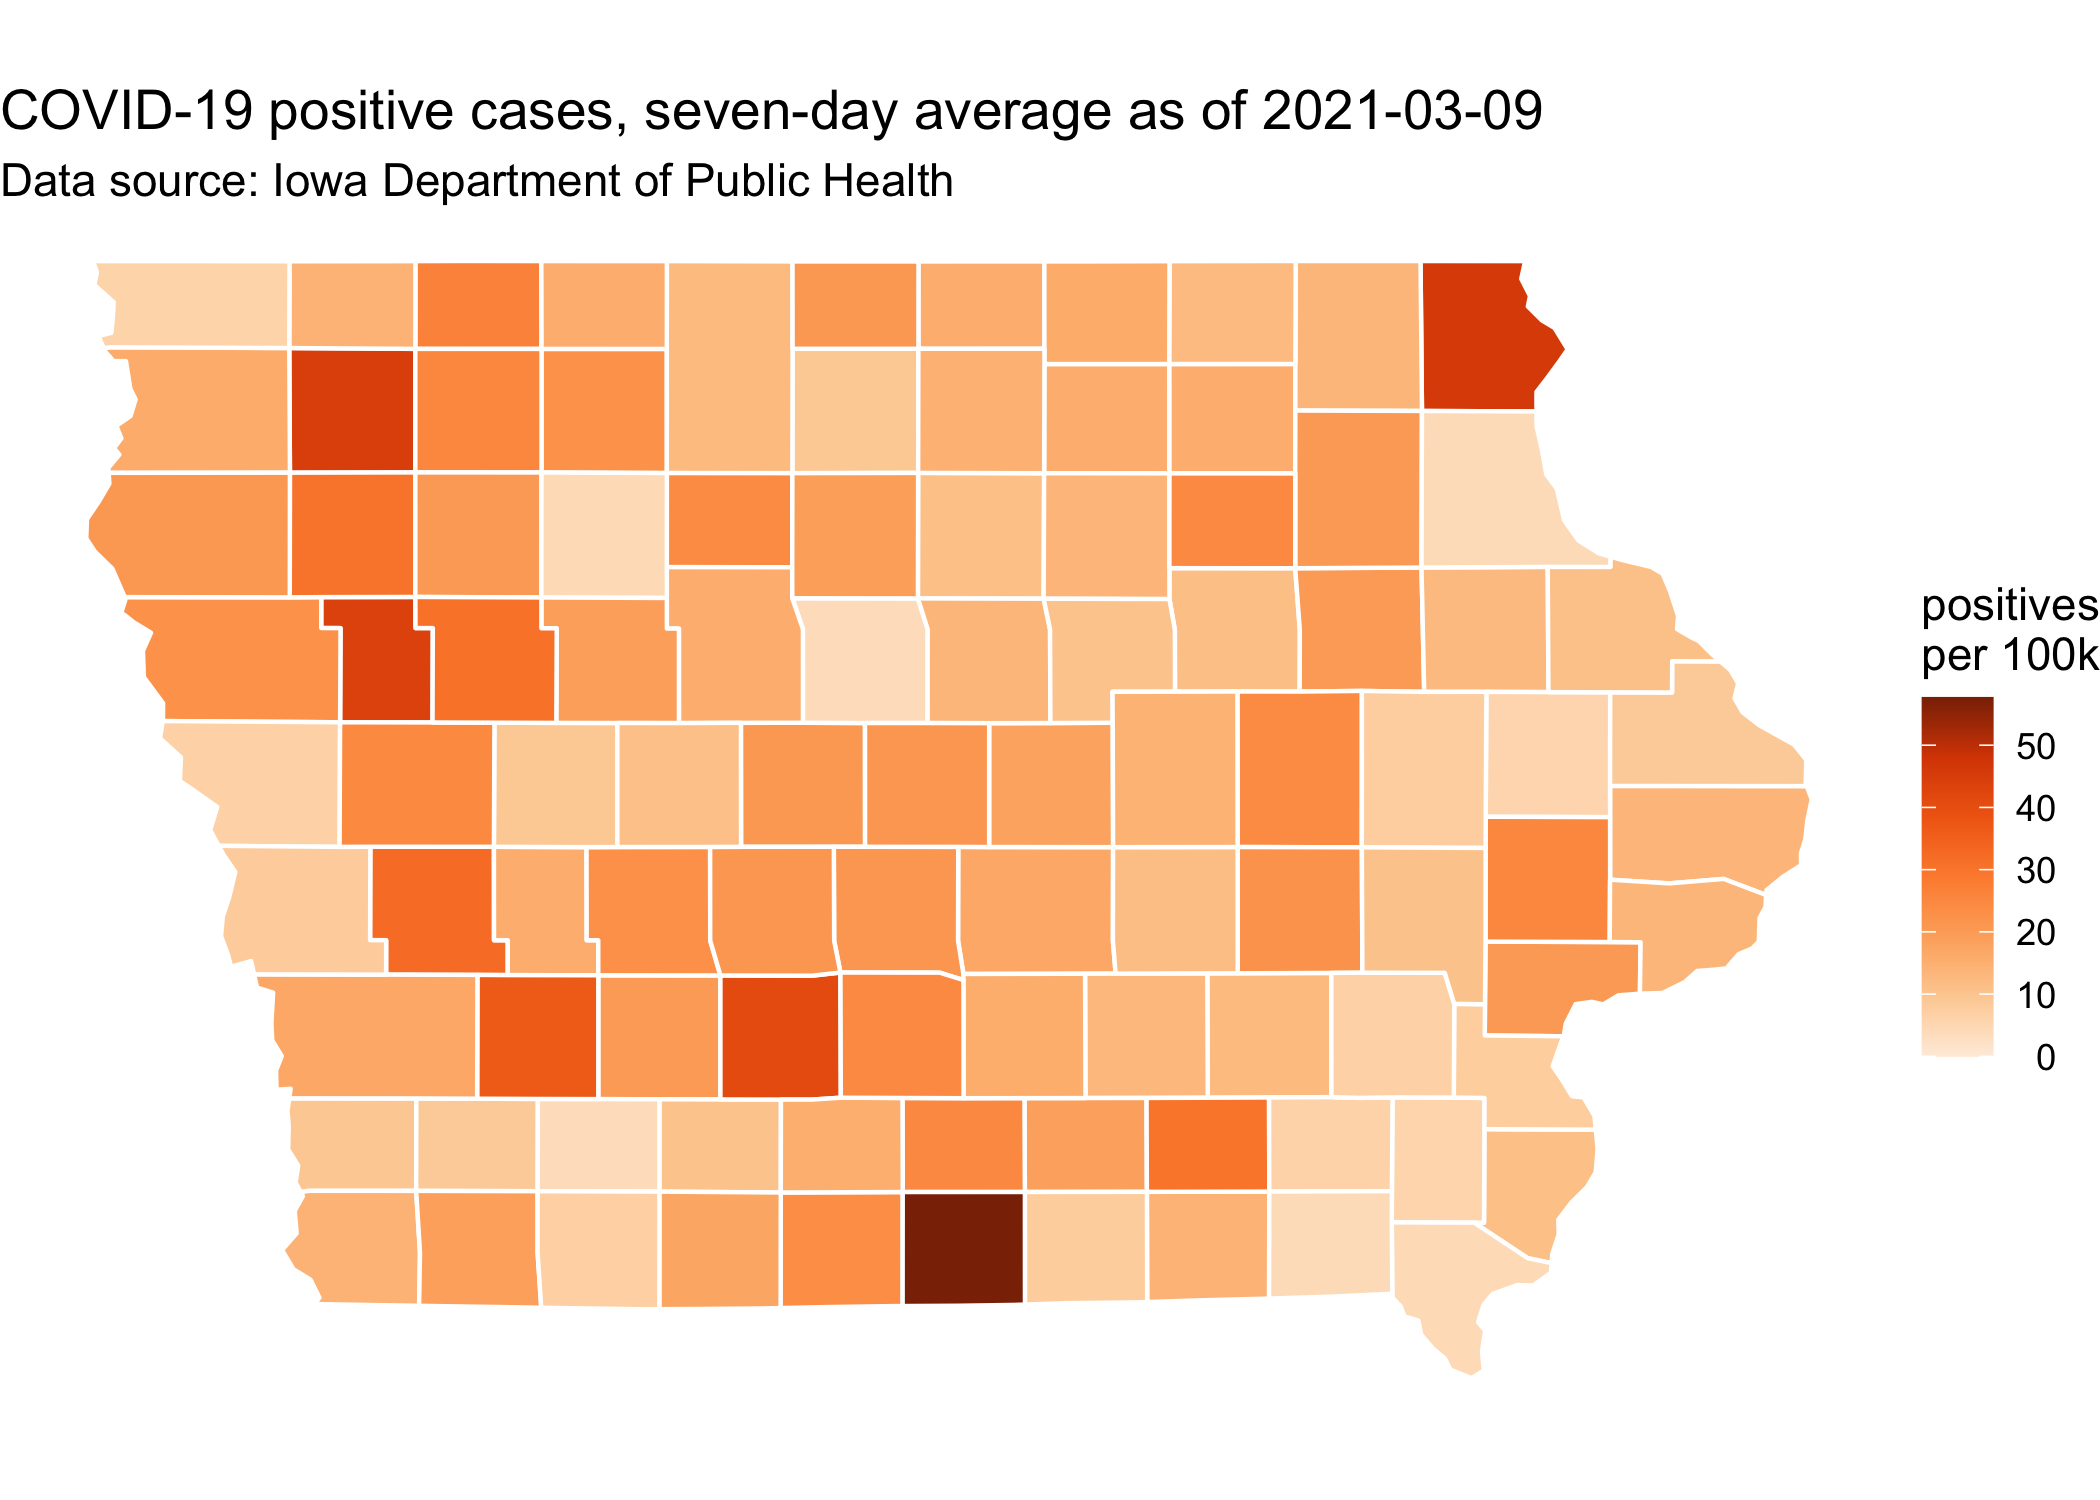 COVID-19 positive cases, seven-day average as of 2021-03-09
Data source: Iowa Department of Public Health
positives
per 100k
50
40
30
20
10
0